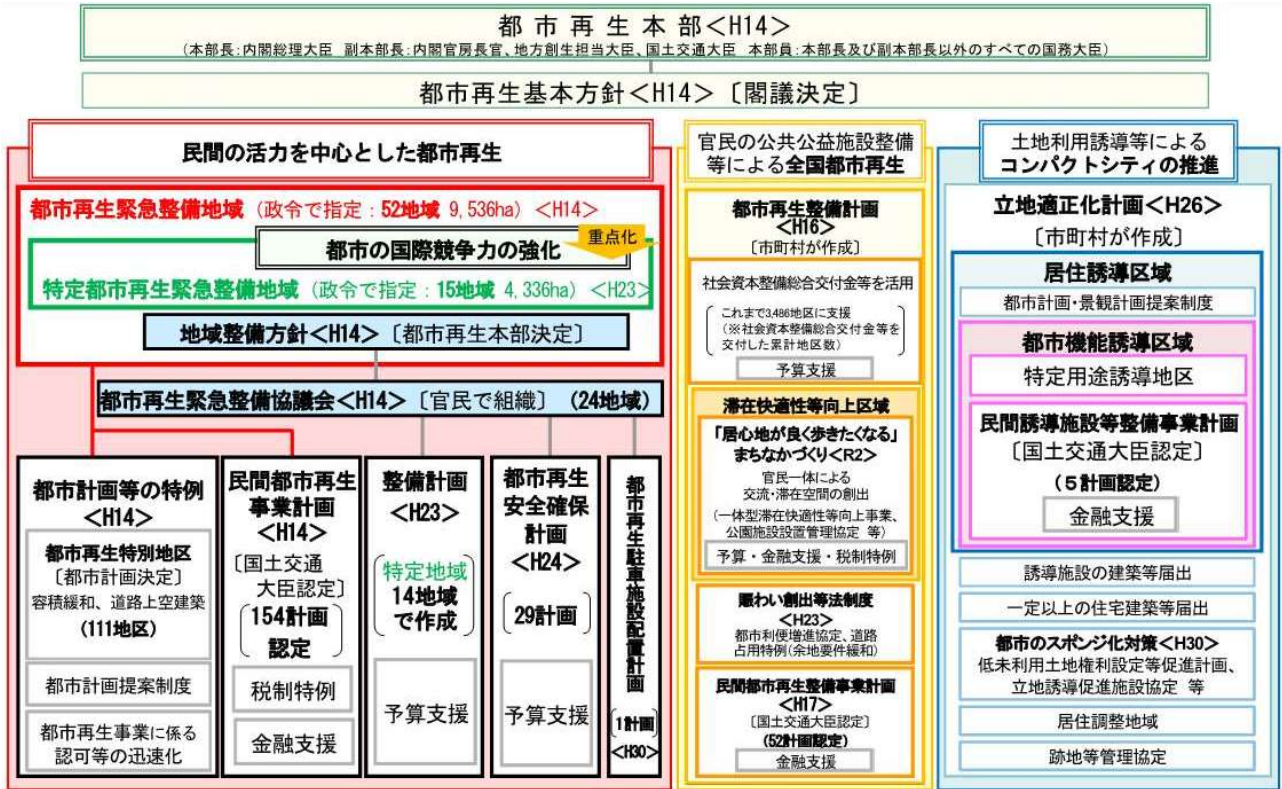 都市再生本部<H14>
(本部長:内閣総理大臣 副本部長:内閣官房長官、地方創生担当大臣、国土交通大臣 本部員:本部長及び副本部長以外のすべての国務大臣)
都市再生基本方針<H14>〔閣議決定〕
民間の活力を中心とした都市再生
都市再生緊急整備地域(政令で指定:52地域 9,536ha)<H14>
都市の国際競争力の強化
重点化
特定都市再生緊急整備地域(政令で指定:15地域 4,336ha)<H23>
地域整備方針<H14>〔都市再生本部決定〕
都市再生緊急整備協議会<H14>〔官民で組織〕(24地域)
都市計画等の特例
<H14>
都市再生特別地区
〔都市計画決定〕
容積緩和、道路上空建築
(111地区)
都市計画提案制度
都市再生事業に係る
認可等の迅速化
民間都市再生
事業計画
<H14>
〔国土交通
大臣認定〕
〔154計画
認定〕
税制特例
金融支援
整備計画
<H23>
〔特定地域
14地域
で作成〕
予算支援
都市再生
安全確保
計画
<H24>
〔29計画〕
予算支援
都市再生駐車施設配置計画
〔1計画〕
<H30>
官民の公共公益施設整備
等による全国都市再生
都市再生整備計画
<H16>
〔市町村が作成〕
社会資本整備総合交付金等を活用
〔これまで3,486地区に支援
(※社会資本整備総合交付金等を
交付した累計地区数)〕
予算支援
滞在快適性等向上区域
「居心地が良く歩きたくなる」
まちなかづくり<R2>
官民一体による
交流・滞在空間の創出
(一体型滞在快適性等向上事業、
公園施設設置管理協定 等)
予算・金融支援・税制特例
賑わい創出等法制度
<H23>
都市利便増進協定、道路
占用特例(余地要件緩和)
民間都市再生整備事業計画
<H17>
〔国土交通大臣認定〕
(52計画認定)
金融支援
土地利用誘導等による
コンパクトシティの推進
立地適正化計画<H26>
〔市町村が作成〕
居住誘導区域
都市計画・景観計画提案制度
都市機能誘導区域
特定用途誘導地区
民間誘導施設等整備事業計画
〔国土交通大臣認定〕
(5計画認定)
金融支援
誘導施設の建築等届出
一定以上の住宅建築等届出
都市のスポンジ化対策<H30>
低未利用土地権利設定等促進計画、
立地誘導促進施設協定 等
居住調整地域
跡地等管理協定